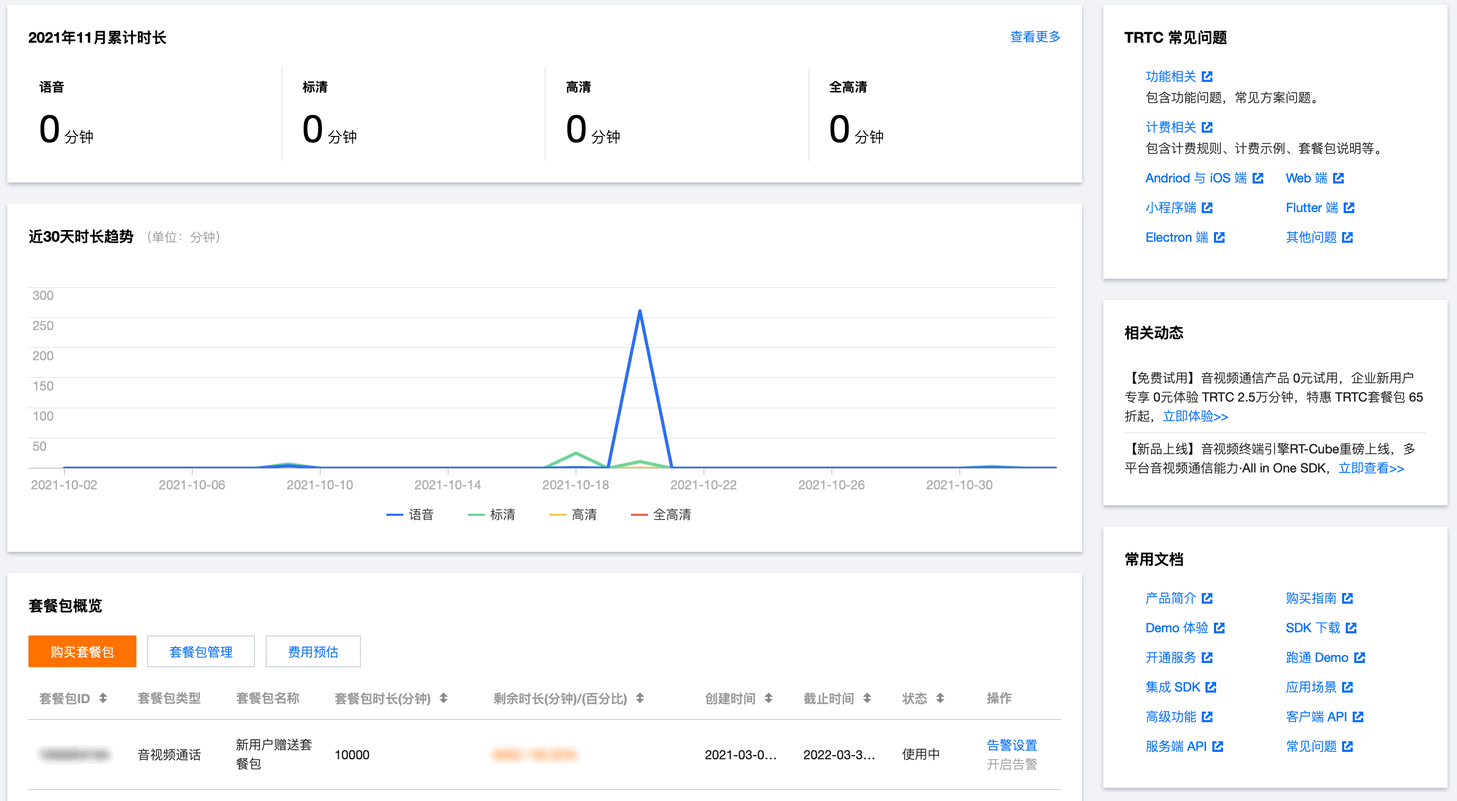 2021年11月累计时长
查看更多
语音
标清
高清
全高清
0 分钟
0 分钟
0 分钟
0 分钟
近30天时长趋势 (单位：分钟)
300
250
200
150
100
50
2021-10-02
2021-10-06
2021-10-10
2021-10-14
2021-10-18
2021-10-22
2021-10-26
2021-10-30
语音
标清
高清
全高清
套餐包概览
购买套餐包
套餐包管理
费用预估
套餐包ID
套餐包类型
套餐包名称
套餐包时长(分钟)
剩余时长(分钟)/(百分比)
创建时间
截止时间
状态
操作
音视频通话
新用户赠送套
餐包
10000
2021-03-0...
2022-03-3...
使用中
告警设置
开启告警
TRTC 常见问题
功能相关
包含功能问题，常见方案问题。
计费相关
包含计费规则、计费示例、套餐包说明等。
Andriod 与 iOS 端
Web 端
小程序端
Flutter 端
Electron 端
其他问题
相关动态
【免费试用】音视频通信产品 0元试用，企业新用户
专享 0元体验 TRTC 2.5万分钟，特惠 TRTC套餐包 65
折起，立即体验>>
【新品上线】音视频终端引擎RT-Cube重磅上线，多
平台音视频通信能力·All in One SDK，立即查看>>
常用文档
产品简介
购买指南
Demo 体验
SDK 下载
开通服务
跑通 Demo
集成 SDK
应用场景
高级功能
客户端 API
服务端 API
常见问题